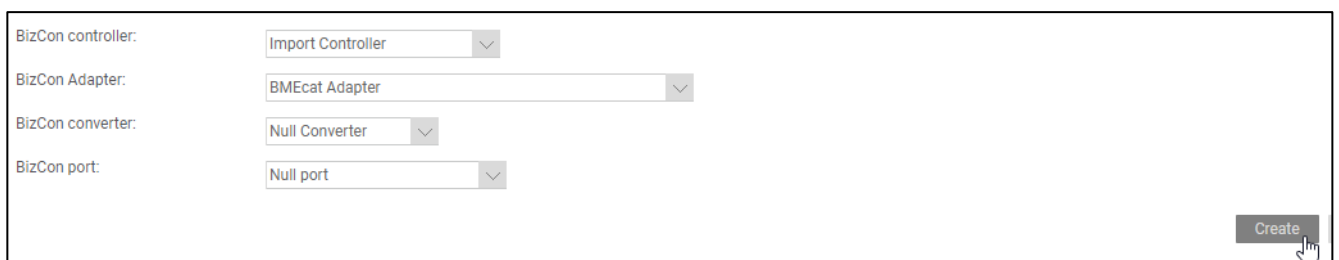 BizCon controller: Import Controller
BizCon Adapter: BMEcat Adapter
BizCon converter: Null Converter
BizCon port: Null port
Create